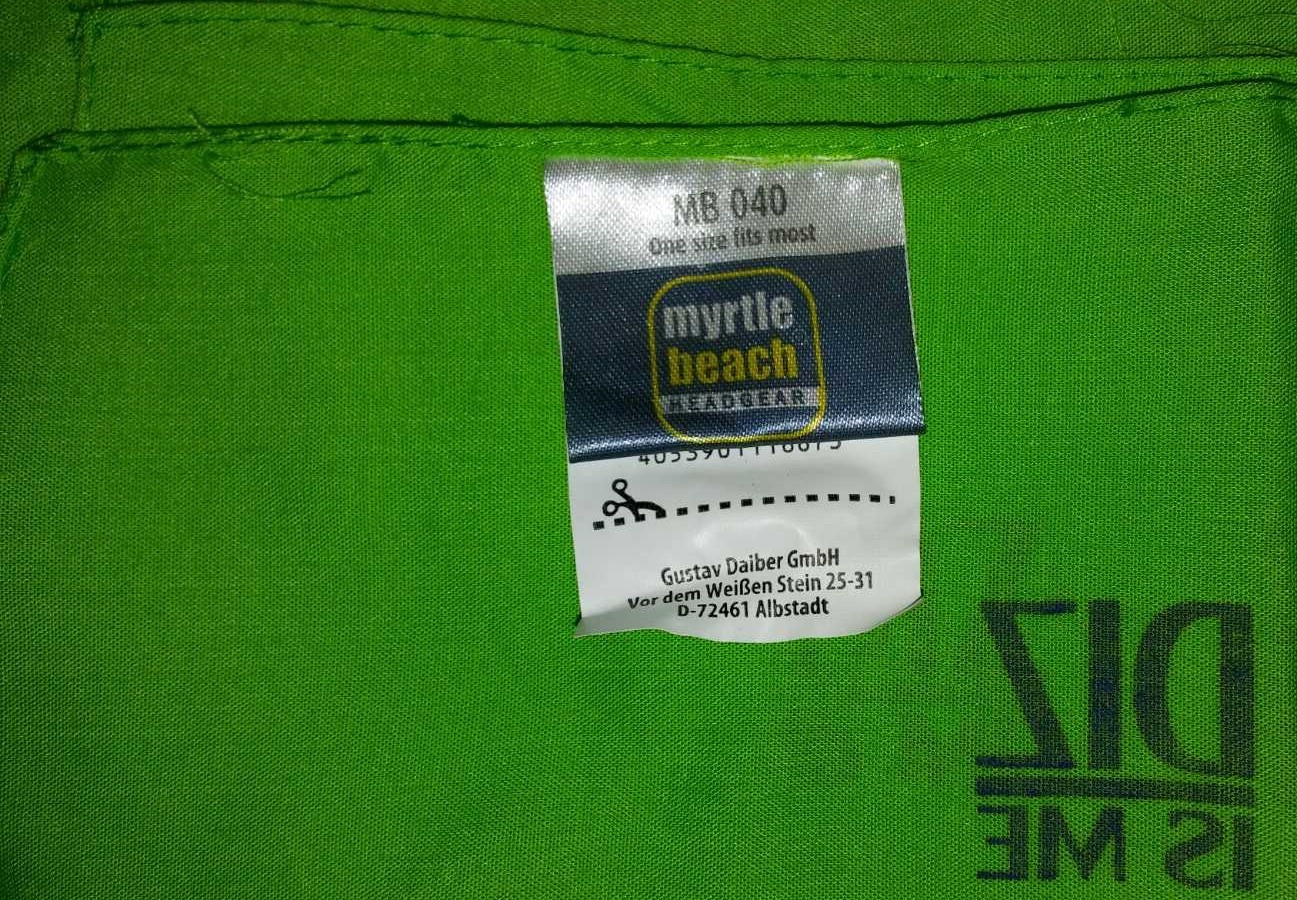 MB 040
One size fits most
myrtle
beach
HEADGEAR
Gustav Daiber GmbH
Vor dem Weißen Stein 25-31
D-72461 Albstadt
DIZ
IS ME